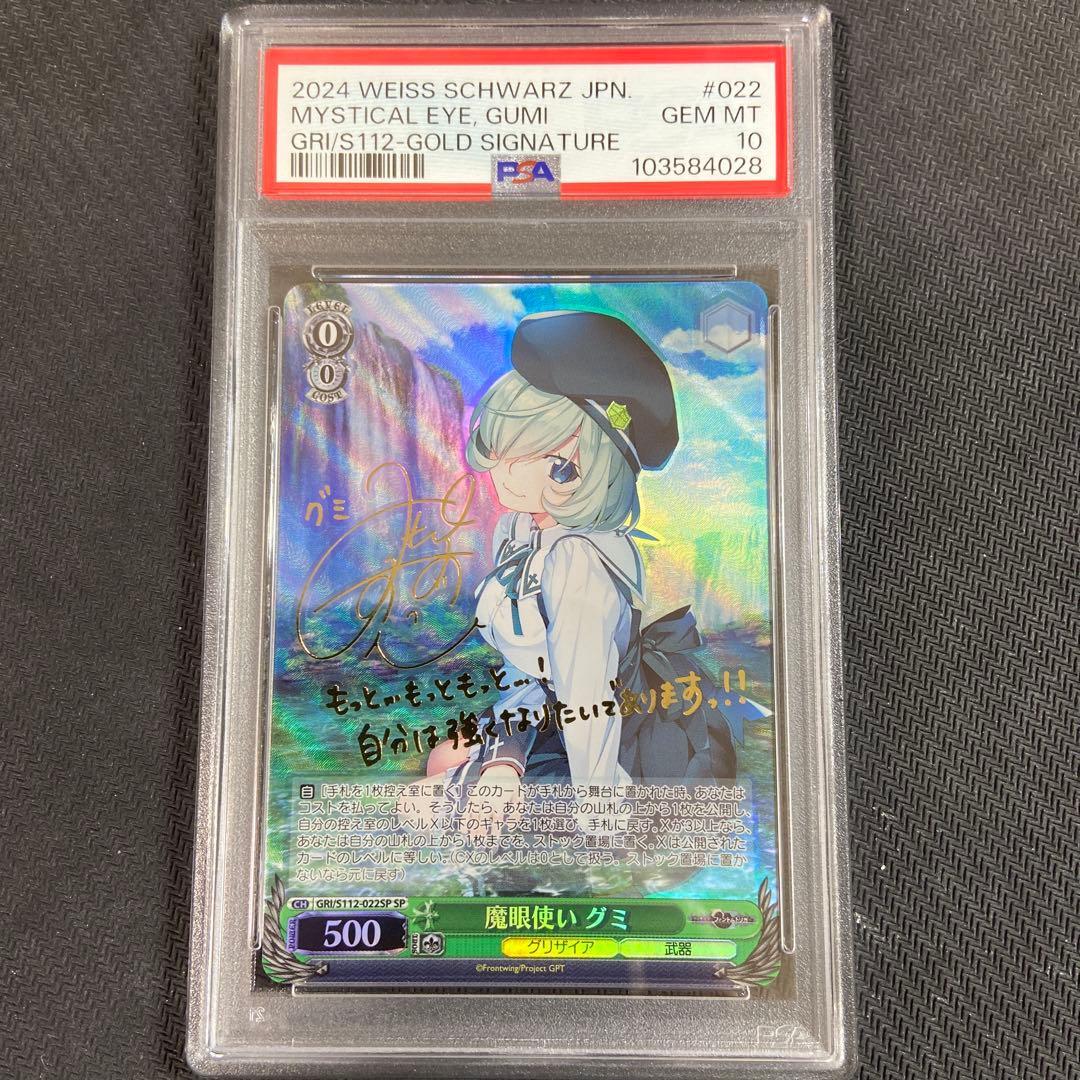 2024 WEISS SCHWARZ JPN. #022
MYSTICAL EYE, GUMI GEM MT
GRI/S112-GOLD SIGNATURE 10
PSA 103584028
LEVEL
0
0
COST
グミ
もっと…もっともっと…!
自分は強くなりたいでありますっ!!
自 [手札を1枚控え室に置く] このカードが手札から舞台に置かれた時、あなたは
コストを払ってよい。そうしたら、あなたは自分の山札の上から1枚を公開し、
自分の控え室のレベルX以下のキャラを1枚選び、手札に戻す。Xが3以上なら、
あなたは自分の山札の上から1枚までを、ストック置場に置く。Xは公開された
カードのレベルに等しい。(CXのレベルは0として扱う。ストック置場に置か
ないなら元に戻す)
CH GRI/S112-022SP SP
魔眼使い グミ
POWER 500 SOUL
グリザイア 武器
©Frontwing/Project GPT
PSA